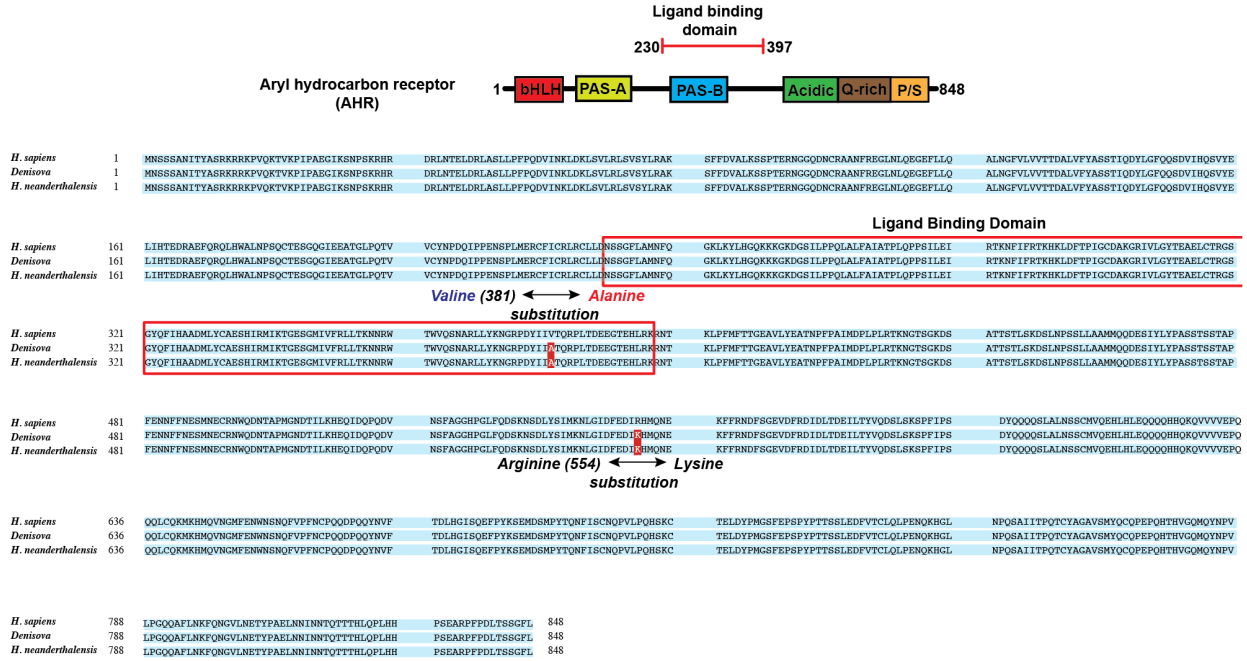 Ligand binding
domain
230 397
Aryl hydrocarbon receptor
(AHR)
1 bHLH PAS-A PAS-B Acidic Q-rich P/S 848
H. sapiens 1 MNSSSANITYASRKRRKPVQKTVKPIPAEGIKSNPSKRHR DRLNTELDRLASLLPFPQDVINKLDKLSVLRLSVSYLRAK SFFDVALKSSPTERNGGQDNCRAANFREGLNLQEGEFLLQ ALNGFVLVVTTDALVFYASSTIQDYLGFQQSDVIHQSVYE
Denisova 1 MNSSSANITYASRKRRKPVQKTVKPIPAEGIKSNPSKRHR DRLNTELDRLASLLPFPQDVINKLDKLSVLRLSVSYLRAK SFFDVALKSSPTERNGGQDNCRAANFREGLNLQEGEFLLQ ALNGFVLVVTTDALVFYASSTIQDYLGFQQSDVIHQSVYE
H. neanderthalensis 1 MNSSSANITYASRKRRKPVQKTVKPIPAEGIKSNPSKRHR DRLNTELDRLASLLPFPQDVINKLDKLSVLRLSVSYLRAK SFFDVALKSSPTERNGGQDNCRAANFREGLNLQEGEFLLQ ALNGFVLVVTTDALVFYASSTIQDYLGFQQSDVIHQSVYE
Ligand Binding Domain
H. sapiens 161 LIHTEDRAEFQRQLHWALNPSQCTESGQGIEEATGLPQTV VCYNPDQIPPENSPLMERCFICRLRCLLDNSSGFLAMNFQ GKLKYLHGQKKKGKDGSILPPQLALFAIATPLQPPSILEI RTKNFIFRTKHKLDFTPIGCDAKGRIVLGYTEAELCTRGS
Denisova 161 LIHTEDRAEFQRQLHWALNPSQCTESGQGIEEATGLPQTV VCYNPDQIPPENSPLMERCFICRLRCLLDNSSGFLAMNFQ GKLKYLHGQKKKGKDGSILPPQLALFAIATPLQPPSILEI RTKNFIFRTKHKLDFTPIGCDAKGRIVLGYTEAELCTRGS
H. neanderthalensis 161 LIHTEDRAEFQRQLHWALNPSQCTESGQGIEEATGLPQTV VCYNPDQIPPENSPLMERCFICRLRCLLDNSSGFLAMNFQ GKLKYLHGQKKKGKDGSILPPQLALFAIATPLQPPSILEI RTKNFIFRTKHKLDFTPIGCDAKGRIVLGYTEAELCTRGS
Valine (381) Alanine
substitution
H. sapiens 321 GYQFIHAADMLYCAESHIRMIKTGESGMIVFRLLTKNNRW TWVQSNARLLYKNGRPDYIIVTQRPLTDEEGTEHLRKRNT KLPFMFTTGEAVLYEATNPFPAIMDPLPLRTKNGTSGKDS ATTSTLSKDSLNPSSLLAAMMQQDESIYLYPASSTSSTAP
Denisova 321 GYQFIHAADMLYCAESHIRMIKTGESGMIVFRLLTKNNRW TWVQSNARLLYKNGRPDYIIATQRPLTDEEGTEHLRKRNT KLPFMFTTGEAVLYEATNPFPAIMDPLPLRTKNGTSGKDS ATTSTLSKDSLNPSSLLAAMMQQDESIYLYPASSTSSTAP
H. neanderthalensis 321 GYQFIHAADMLYCAESHIRMIKTGESGMIVFRLLTKNNRW TWVQSNARLLYKNGRPDYIIATQRPLTDEEGTEHLRKRNT KLPFMFTTGEAVLYEATNPFPAIMDPLPLRTKNGTSGKDS ATTSTLSKDSLNPSSLLAAMMQQDESIYLYPASSTSSTAP
H. sapiens 481 FENNFFNESMNECRNWQDNTAPMGNDTILKHEQIDQPQDV NSFAGGHPGLFQDSKNSDLYSIMKNLGIDFEDIRHMQNE KFFRNDFSGEVDFRDIDLTDEILTYVQDSLSKSPFIPS DYQQQQSLALNSSCMVQEHLHLEQQQQHHQKQVVVVEPQ
Denisova 481 FENNFFNESMNECRNWQDNTAPMGNDTILKHEQIDQPQDV NSFAGGHPGLFQDSKNSDLYSIMKNLGIDFEDIKHMQNE KFFRNDFSGEVDFRDIDLTDEILTYVQDSLSKSPFIPS DYQQQQSLALNSSCMVQEHLHLEQQQQHHQKQVVVVEPQ
H. neanderthalensis 481 FENNFFNESMNECRNWQDNTAPMGNDTILKHEQIDQPQDV NSFAGGHPGLFQDSKNSDLYSIMKNLGIDFEDIKHMQNE KFFRNDFSGEVDFRDIDLTDEILTYVQDSLSKSPFIPS DYQQQQSLALNSSCMVQEHLHLEQQQQHHQKQVVVVEPQ
Arginine (554) Lysine
substitution
H. sapiens 636 QQLCQKMKHMQVNGMFENWNSNQFVPFNCPQQDPQQYNVF TDLHGISQEFPYKSEMDSMPYTQNFISCNQPVLPQHSKC TELDYPMGSFEPSPYPTTSSLEDFVTCLQLPENQKHGL NPQSAIITPQTCYAGAVSMYQCQPEPQHTHVGQMQYNPV
Denisova 636 QQLCQKMKHMQVNGMFENWNSNQFVPFNCPQQDPQQYNVF TDLHGISQEFPYKSEMDSMPYTQNFISCNQPVLPQHSKC TELDYPMGSFEPSPYPTTSSLEDFVTCLQLPENQKHGL NPQSAIITPQTCYAGAVSMYQCQPEPQHTHVGQMQYNPV
H. neanderthalensis 636 QQLCQKMKHMQVNGMFENWNSNQFVPFNCPQQDPQQYNVF TDLHGISQEFPYKSEMDSMPYTQNFISCNQPVLPQHSKC TELDYPMGSFEPSPYPTTSSLEDFVTCLQLPENQKHGL NPQSAIITPQTCYAGAVSMYQCQPEPQHTHVGQMQYNPV
H. sapiens 788 LPGQQAFLNKFQNGVLNETYPAELNNINNTQTTTHLQPLHH PSEARPFPDLTSSGFL 848
Denisova 788 LPGQQAFLNKFQNGVLNETYPAELNNINNTQTTTHLQPLHH PSEARPFPDLTSSGFL 848
H. neanderthalensis 788 LPGQQAFLNKFQNGVLNETYPAELNNINNTQTTTHLQPLHH PSEARPFPDLTSSGFL 848